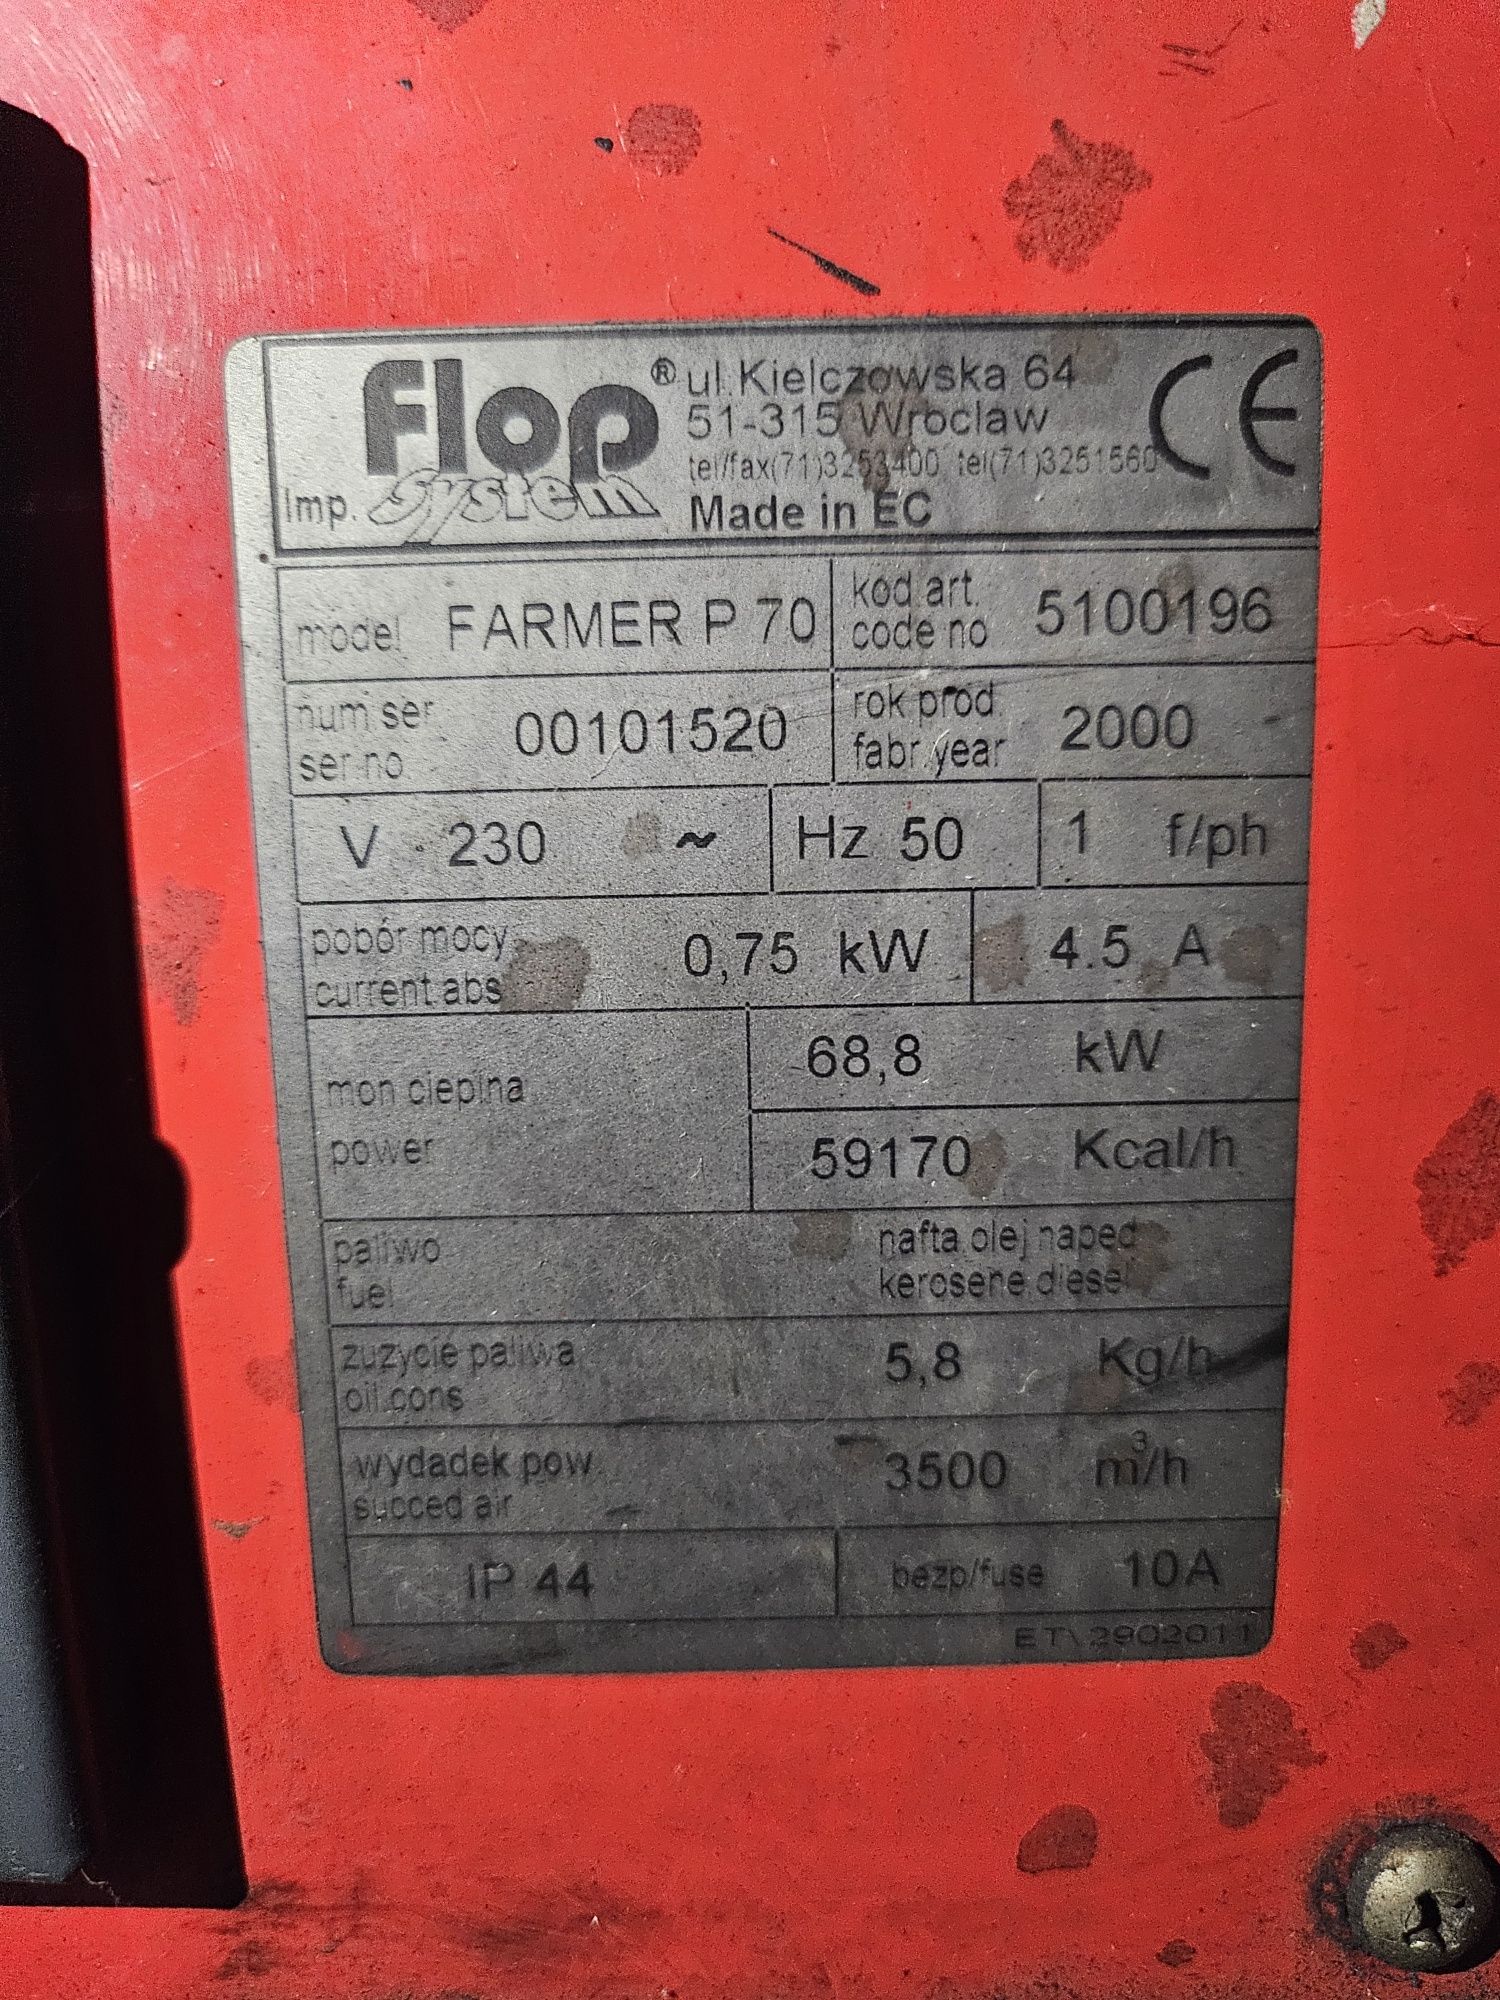 Flop ® ul. Kielczowska 64
51-315 Wroclaw
tel/fax(71)3253400 tel(71)3251560
Imp. System Made in EC
CE
model FARMER P 70
kod art.
code no 5100196
num ser
ser.no. 00101520
rok prod.
fabr.year 2000
V 230 ~ Hz 50 1 f/ph
pobór mocy
current abs 0,75 kW 4.5 A
mon cieplna
power
68,8 kW
59170 Kcal/h
paliwo
fuel
nafta.olej naped
kerosene diesel
zuzycie paliwa
oil.cons 5,8 Kg/h
wydadek pow.
succed air 3500 m³/h
IP 44 bezp/fuse 10A
ET\2902011